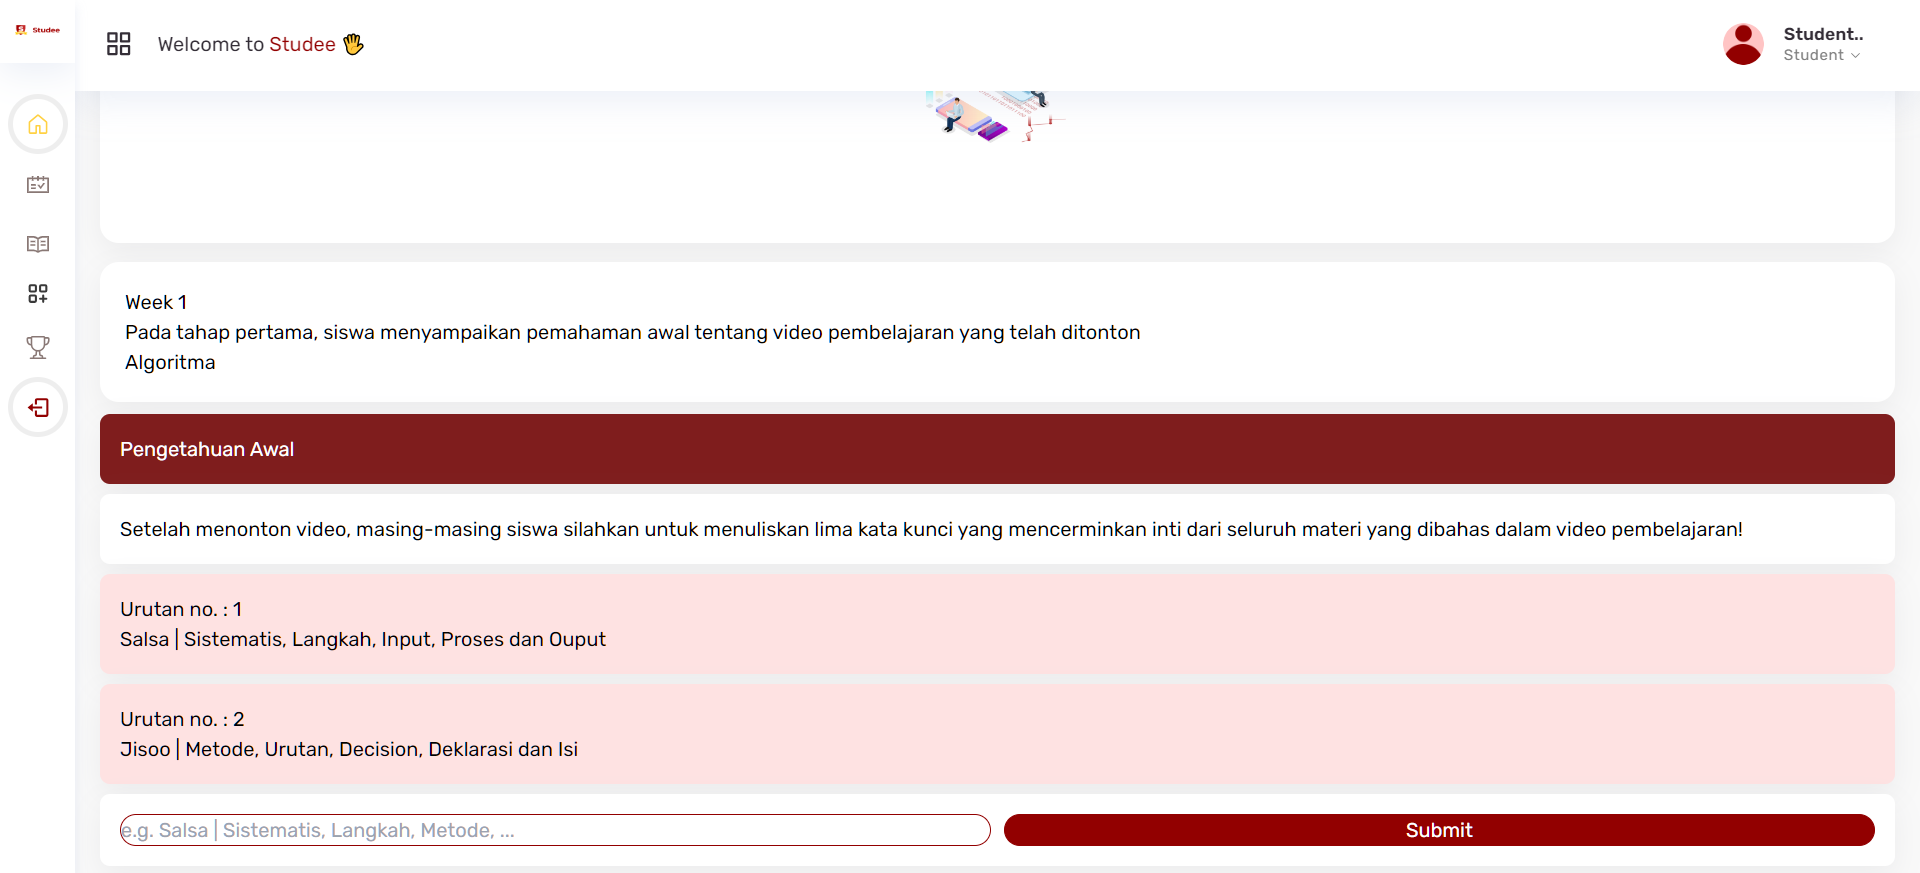 Studee
Welcome to Studee 🖐
Student..
Student
Week 1
Pada tahap pertama, siswa menyampaikan pemahaman awal tentang video pembelajaran yang telah ditonton
Algoritma
Pengetahuan Awal
Setelah menonton video, masing-masing siswa silahkan untuk menuliskan lima kata kunci yang mencerminkan inti dari seluruh materi yang dibahas dalam video pembelajaran!
Urutan no. : 1
Salsa | Sistematis, Langkah, Input, Proses dan Ouput
Urutan no. : 2
Jisoo | Metode, Urutan, Decision, Deklarasi dan Isi
e.g. Salsa | Sistematis, Langkah, Metode, ...
Submit